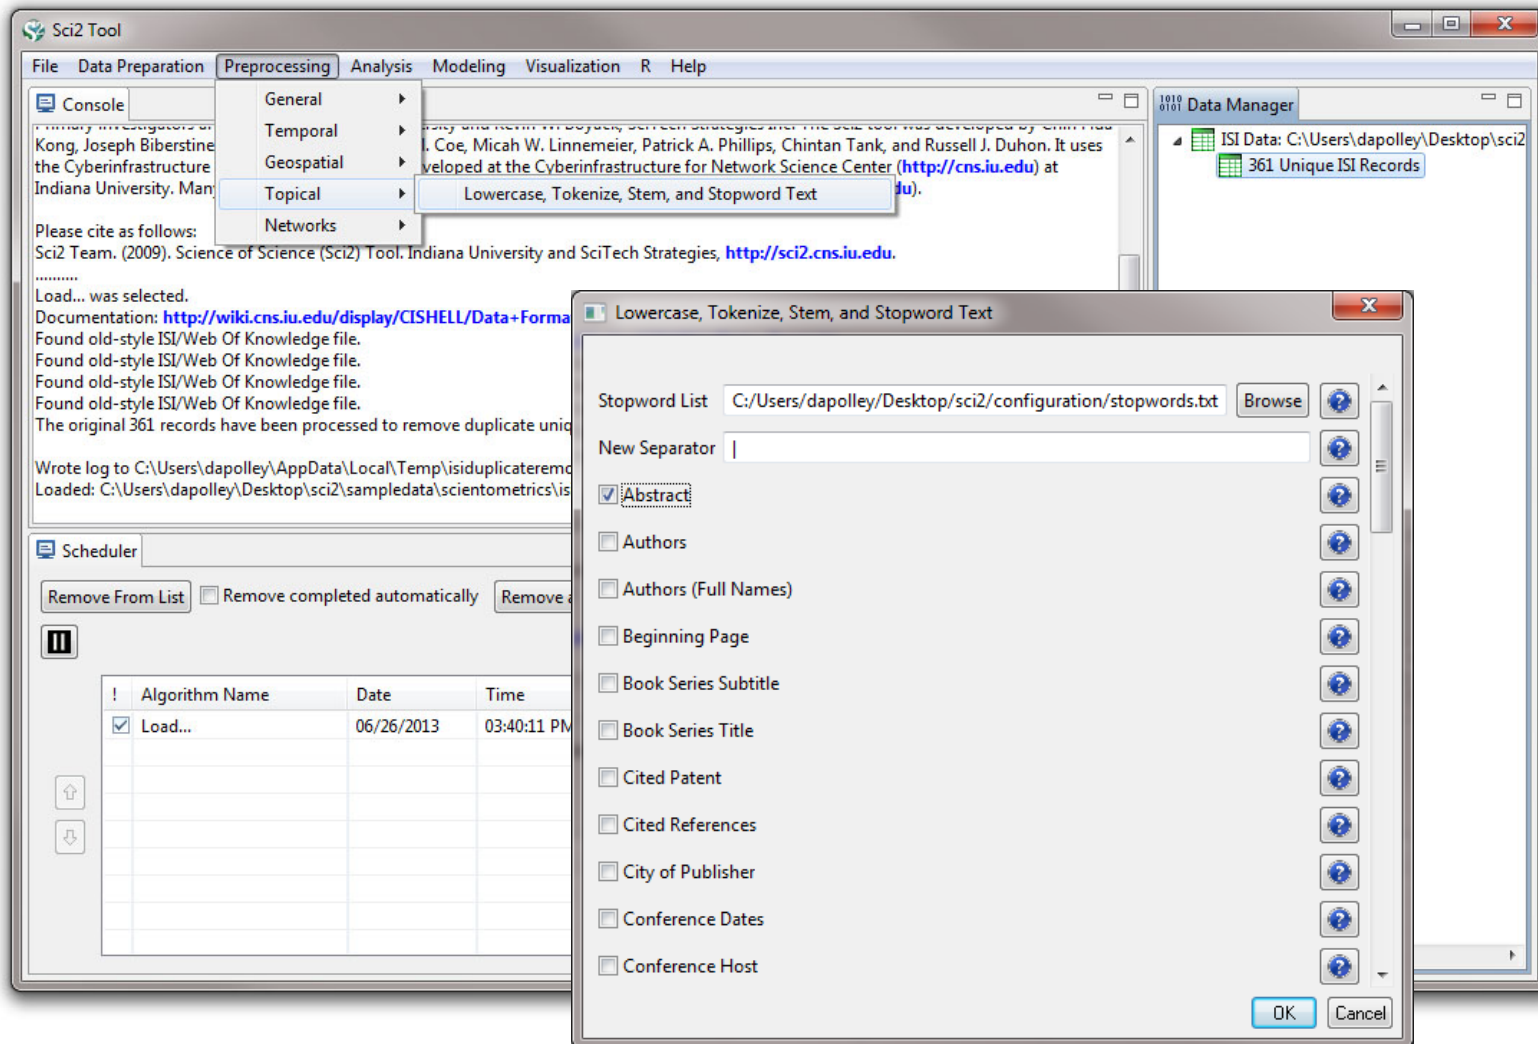 Sci2 Tool
File Data Preparation Preprocessing Analysis Modeling Visualization R Help
General
Temporal
Geospatial
Topical
Networks
Lowercase, Tokenize, Stem, and Stopword Text
Console
Kong, Joseph Biberstine . Coe, Micah W. Linnemeier, Patrick A. Phillips, Chintan Tank, and Russell J. Duhon. It uses
the Cyberinfrastructure veloped at the Cyberinfrastructure for Network Science Center (http://cns.iu.edu) at
Indiana University. Many du).
Please cite as follows:
Sci2 Team. (2009). Science of Science (Sci2) Tool. Indiana University and SciTech Strategies, http://sci2.cns.iu.edu.
..........
Load... was selected.
Documentation: http://wiki.cns.iu.edu/display/CISHELL/Data+Forma
Found old-style ISI/Web Of Knowledge file.
Found old-style ISI/Web Of Knowledge file.
Found old-style ISI/Web Of Knowledge file.
Found old-style ISI/Web Of Knowledge file.
The original 361 records have been processed to remove duplicate uniq
Wrote log to C:\Users\dapolley\AppData\Local\Temp\isiduplicateremo
Loaded: C:\Users\dapolley\Desktop\sci2\sampledata\scientometrics\is
Data Manager
ISI Data: C:\Users\dapolley\Desktop\sci2
361 Unique ISI Records
Scheduler
Remove From List Remove completed automatically Remove a
! Algorithm Name Date Time
Load... 06/26/2013 03:40:11 PM
Lowercase, Tokenize, Stem, and Stopword Text
Stopword List C:/Users/dapolley/Desktop/sci2/configuration/stopwords.txt Browse
New Separator |
Abstract
Authors
Authors (Full Names)
Beginning Page
Book Series Subtitle
Book Series Title
Cited Patent
Cited References
City of Publisher
Conference Dates
Conference Host
OK Cancel